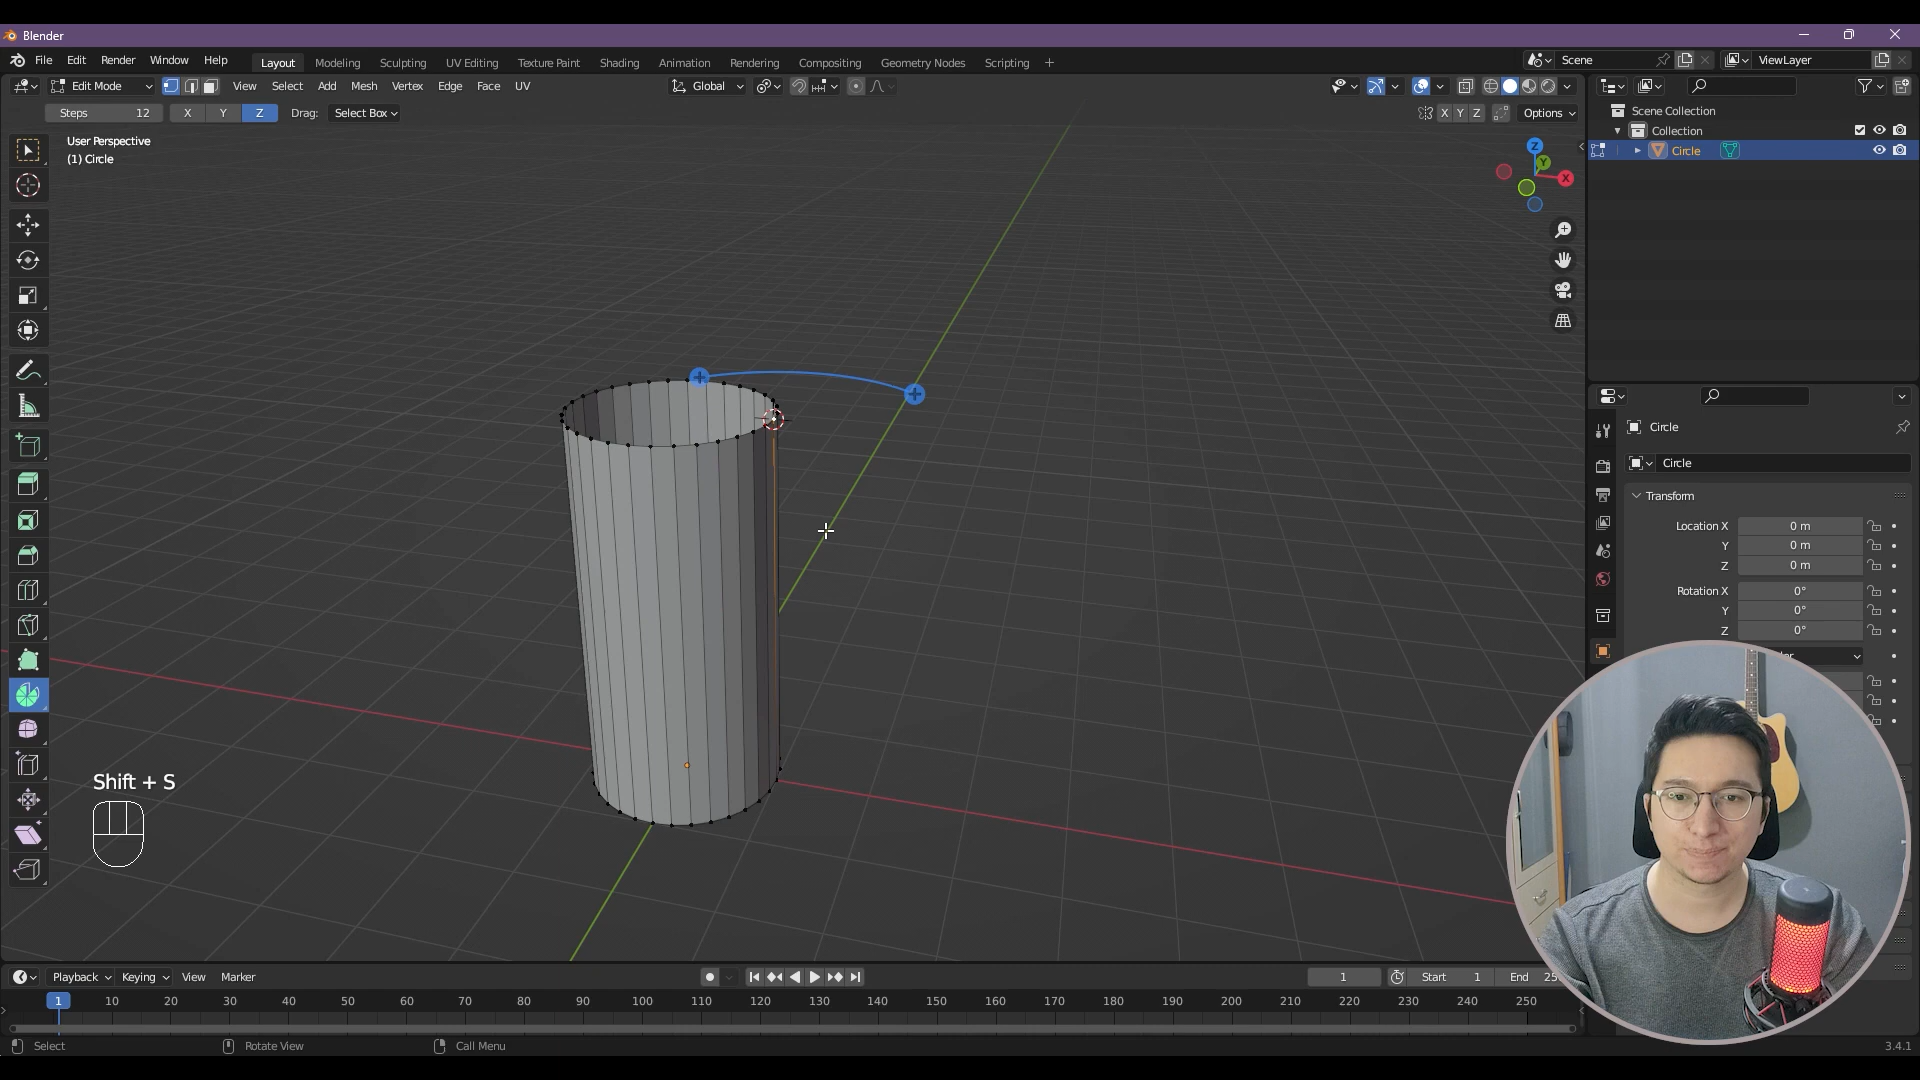 Blender
File Edit Render Window Help Layout Modeling Sculpting UV Editing Texture Paint Shading Animation Rendering Compositing Geometry Nodes Scripting + Scene ViewLayer
Edit Mode View Select Add Mesh Vertex Edge Face UV Global
Steps 12 X Y Z Drag: Select Box X Y Z Options
User Perspective
(1) Circle
Z
Y
X
Scene Collection
Collection
Circle
Circle
Circle
Transform
Location X 0 m
Y 0 m
Z 0 m
Rotation X 0°
Y 0°
Z 0°
Shift + S
Playback Keying View Marker 1 Start 1 End 25
1 10 20 30 40 50 60 70 80 90 100 110 120 130 140 150 160 170 180 190 200 210 220 230 240 250
Select Rotate View Call Menu 3.4.1